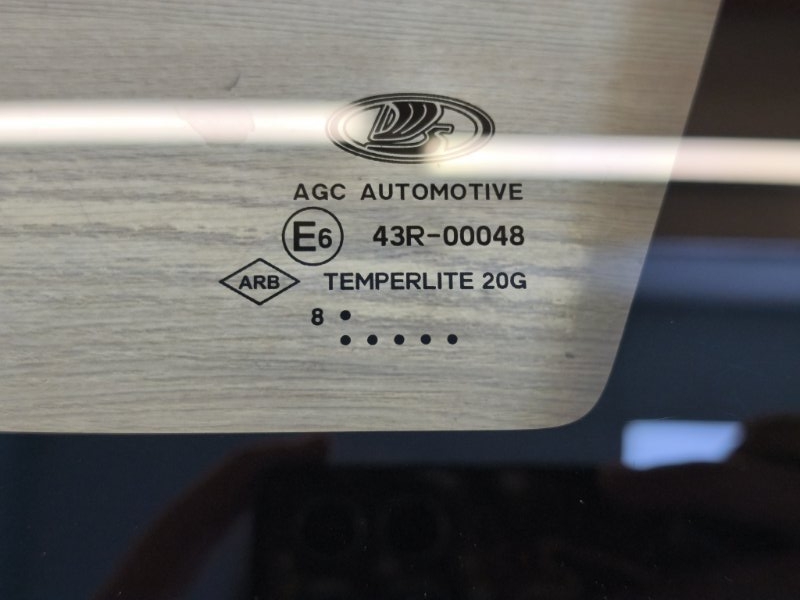 AGC AUTOMOTIVE
E6 43R-00048
ARB TEMPERLITE 20G
8 •
• • • • •